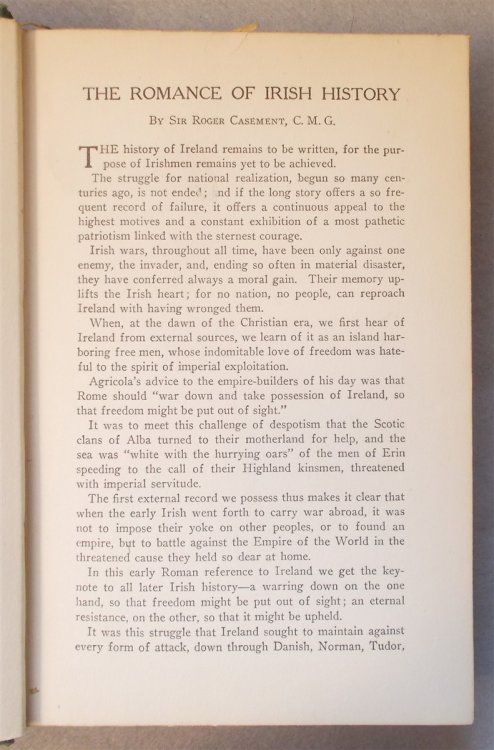 THE ROMANCE OF IRISH HISTORY
By Sir Roger Casement, C. M. G.
THE history of Ireland remains to be written, for the pur-
pose of Irishmen remains yet to be achieved.
The struggle for national realization, begun so many cen-
turies ago, is not ended; and if the long story offers a so fre-
quent record of failure, it offers a continuous appeal to the
highest motives and a constant exhibition of a most pathetic
patriotism linked with the sternest courage.
Irish wars, throughout all time, have been only against one
enemy, the invader, and, ending so often in material disaster,
they have conferred always a moral gain. Their memory up-
lifts the Irish heart; for no nation, no people, can reproach
Ireland with having wronged them.
When, at the dawn of the Christian era, we first hear of
Ireland from external sources, we learn of it as an island har-
boring free men, whose indomitable love of freedom was hate-
ful to the spirit of imperial exploitation.
Agricola's advice to the empire-builders of his day was that
Rome should "war down and take possession of Ireland, so
that freedom might be put out of sight."
It was to meet this challenge of despotism that the Scotic
clans of Alba turned to their motherland for help, and the
sea was "white with the hurrying oars" of the men of Erin
speeding to the call of their Highland kinsmen, threatened
with imperial servitude.
The first external record we possess thus makes it clear that
when the early Irish went forth to carry war abroad, it was
not to impose their yoke on other peoples, or to found an
empire, but to battle against the Empire of the World in the
threatened cause they held so dear at home.
In this early Roman reference to Ireland we get the key-
note to all later Irish history—a warring down on the one
hand, so that freedom might be put out of sight; an eternal
resistance, on the other, so that it might be upheld.
It was this struggle that Ireland sought to maintain against
every form of attack, down through Danish, Norman, Tudor,